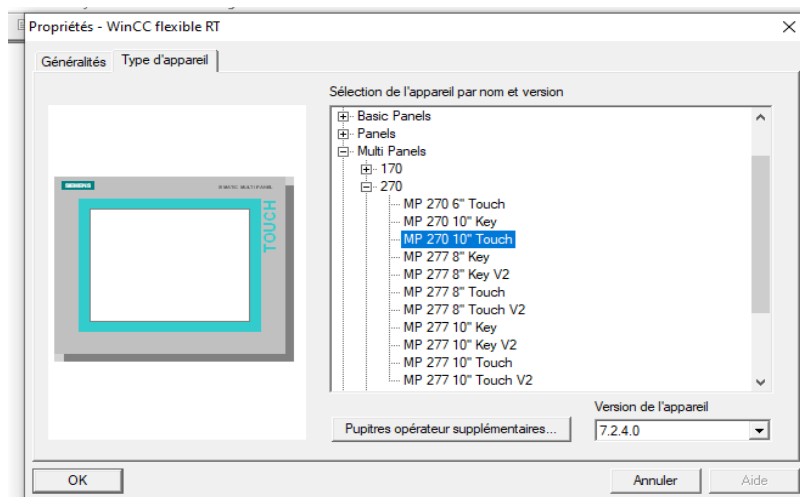 Propriétés - WinCC flexible RT
Généralités
Type d'appareil
Sélection de l'appareil par nom et version
Basic Panels
Panels
Multi Panels
170
270
MP 270 6" Touch
MP 270 10" Key
MP 270 10" Touch
MP 277 8" Key
MP 277 8" Key V2
MP 277 8" Touch
MP 277 8" Touch V2
MP 277 10" Key
MP 277 10" Key V2
MP 277 10" Touch
MP 277 10" Touch V2
SIEMENS
SIMATIC MULTI PANEL
TOUCH
Version de l'appareil
Pupitres opérateur supplémentaires...
7.2.4.0
OK
Annuler
Aide